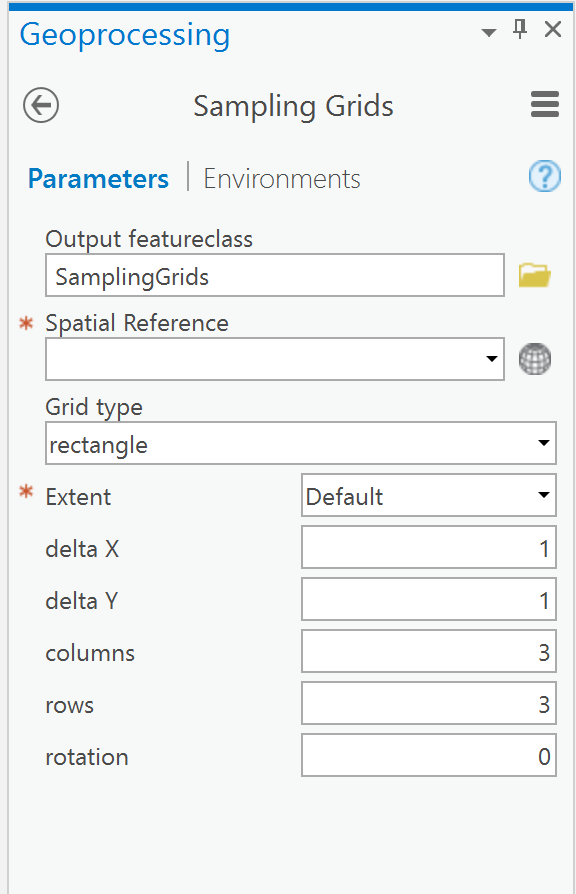 Geoprocessing
Sampling Grids
Parameters | Environments
?
Output featureclass
SamplingGrids
* Spatial Reference
Grid type
rectangle
* Extent Default
delta X 1
delta Y 1
columns 3
rows 3
rotation 0